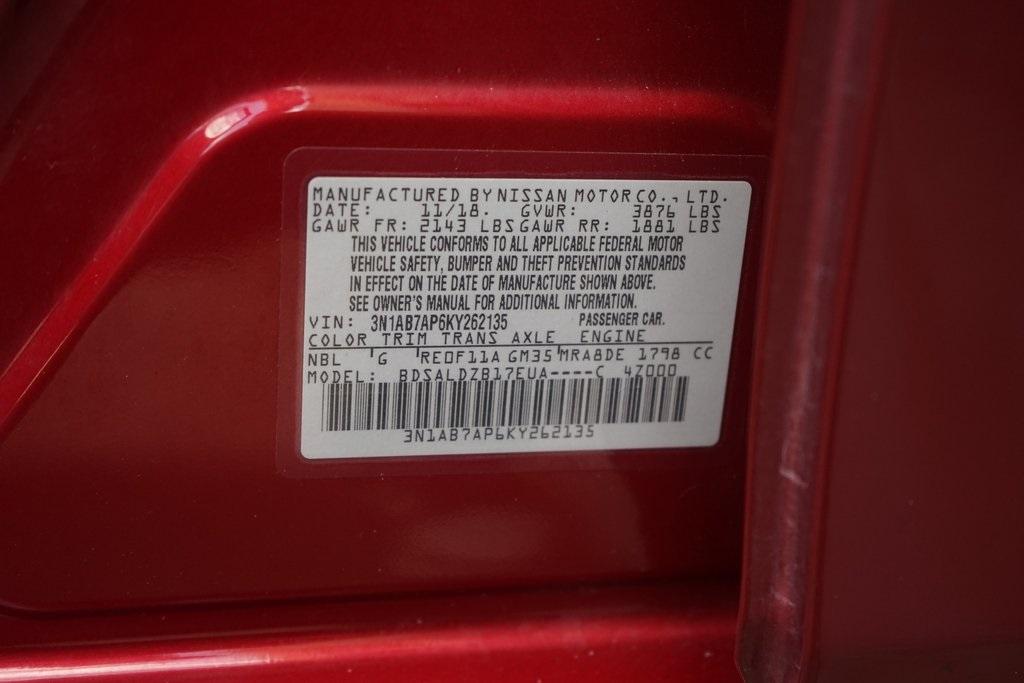 MANUFACTURED BY NISSAN MOTOR CO., LTD.
DATE: 11/18. GVWR: 3876 LBS
GAWR FR: 2143 LBS GAWR RR: 1881 LBS
THIS VEHICLE CONFORMS TO ALL APPLICABLE FEDERAL MOTOR
VEHICLE SAFETY, BUMPER AND THEFT PREVENTION STANDARDS
IN EFFECT ON THE DATE OF MANUFACTURE SHOWN ABOVE.
SEE OWNER'S MANUAL FOR ADDITIONAL INFORMATION.
VIN: 3N1AB7AP6KY262135 PASSENGER CAR.
COLOR TRIM TRANS AXLE ENGINE
NBL G RE0F11A GM35 MRA8DE 1798 CC
MODEL: BDSALDZB17EUA----C 4Z000
3N1AB7AP6KY262135